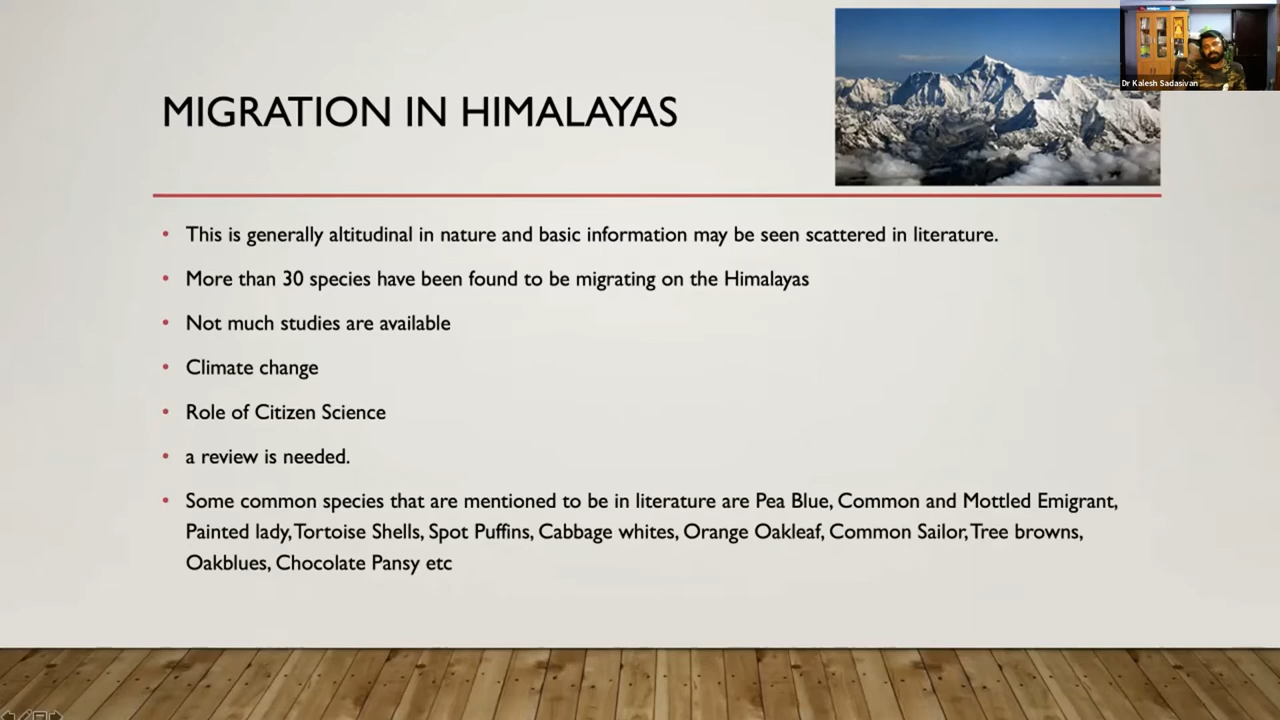 Dr Kalesh Sadasivan
MIGRATION IN HIMALAYAS
• This is generally altitudinal in nature and basic information may be seen scattered in literature.
• More than 30 species have been found to be migrating on the Himalayas
• Not much studies are available
• Climate change
• Role of Citizen Science
• a review is needed.
• Some common species that are mentioned to be in literature are Pea Blue, Common and Mottled Emigrant,
Painted lady, Tortoise Shells, Spot Puffins, Cabbage whites, Orange Oakleaf, Common Sailor, Tree browns,
Oakblues, Chocolate Pansy etc